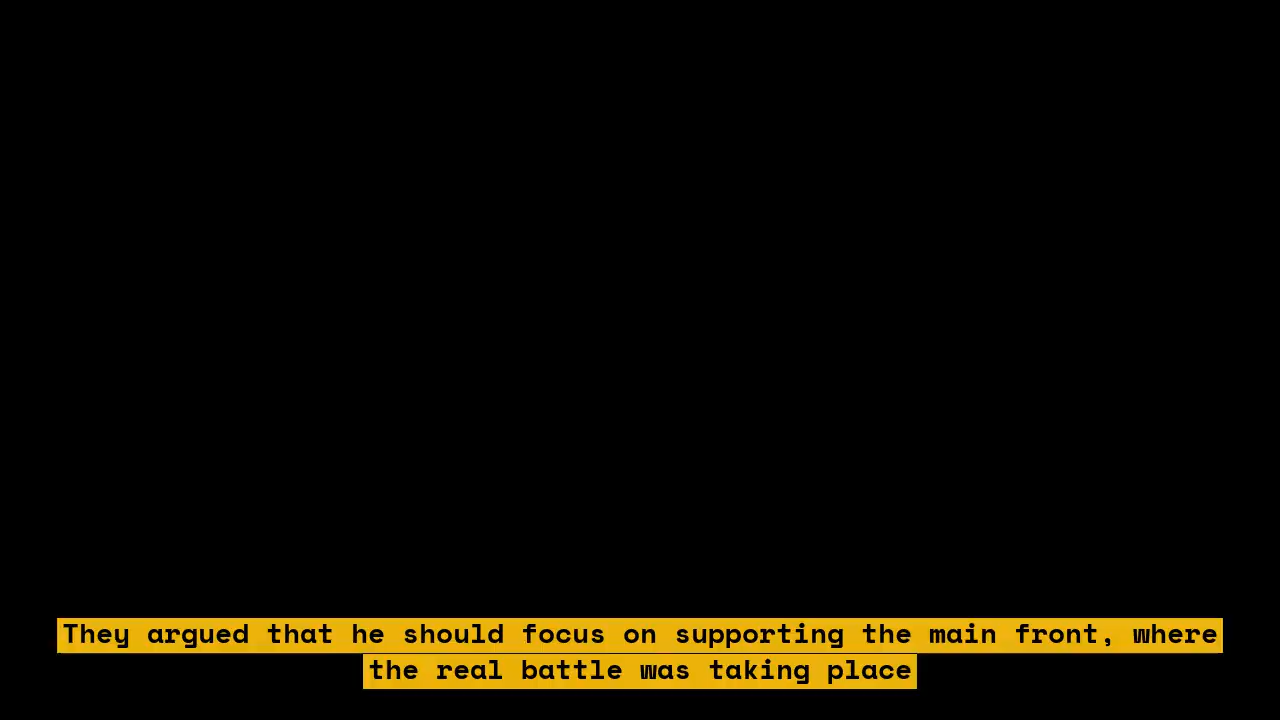 They argued that he should focus on supporting the main front, where
the real battle was taking place